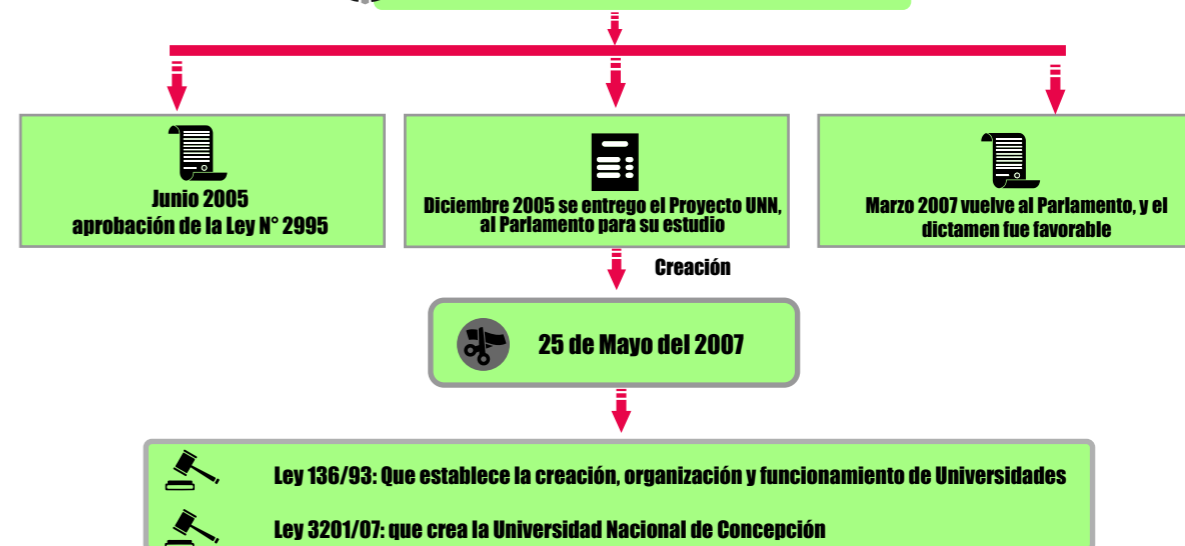 Junio 2005
aprobación de la Ley N° 2995
Diciembre 2005 se entrego el Proyecto UNN,
al Parlamento para su estudio
Marzo 2007 vuelve al Parlamento, y el
dictamen fue favorable
Creación
25 de Mayo del 2007
Ley 136/93: Que establece la creación, organización y funcionamiento de Universidades
Ley 3201/07: que crea la Universidad Nacional de Concepción